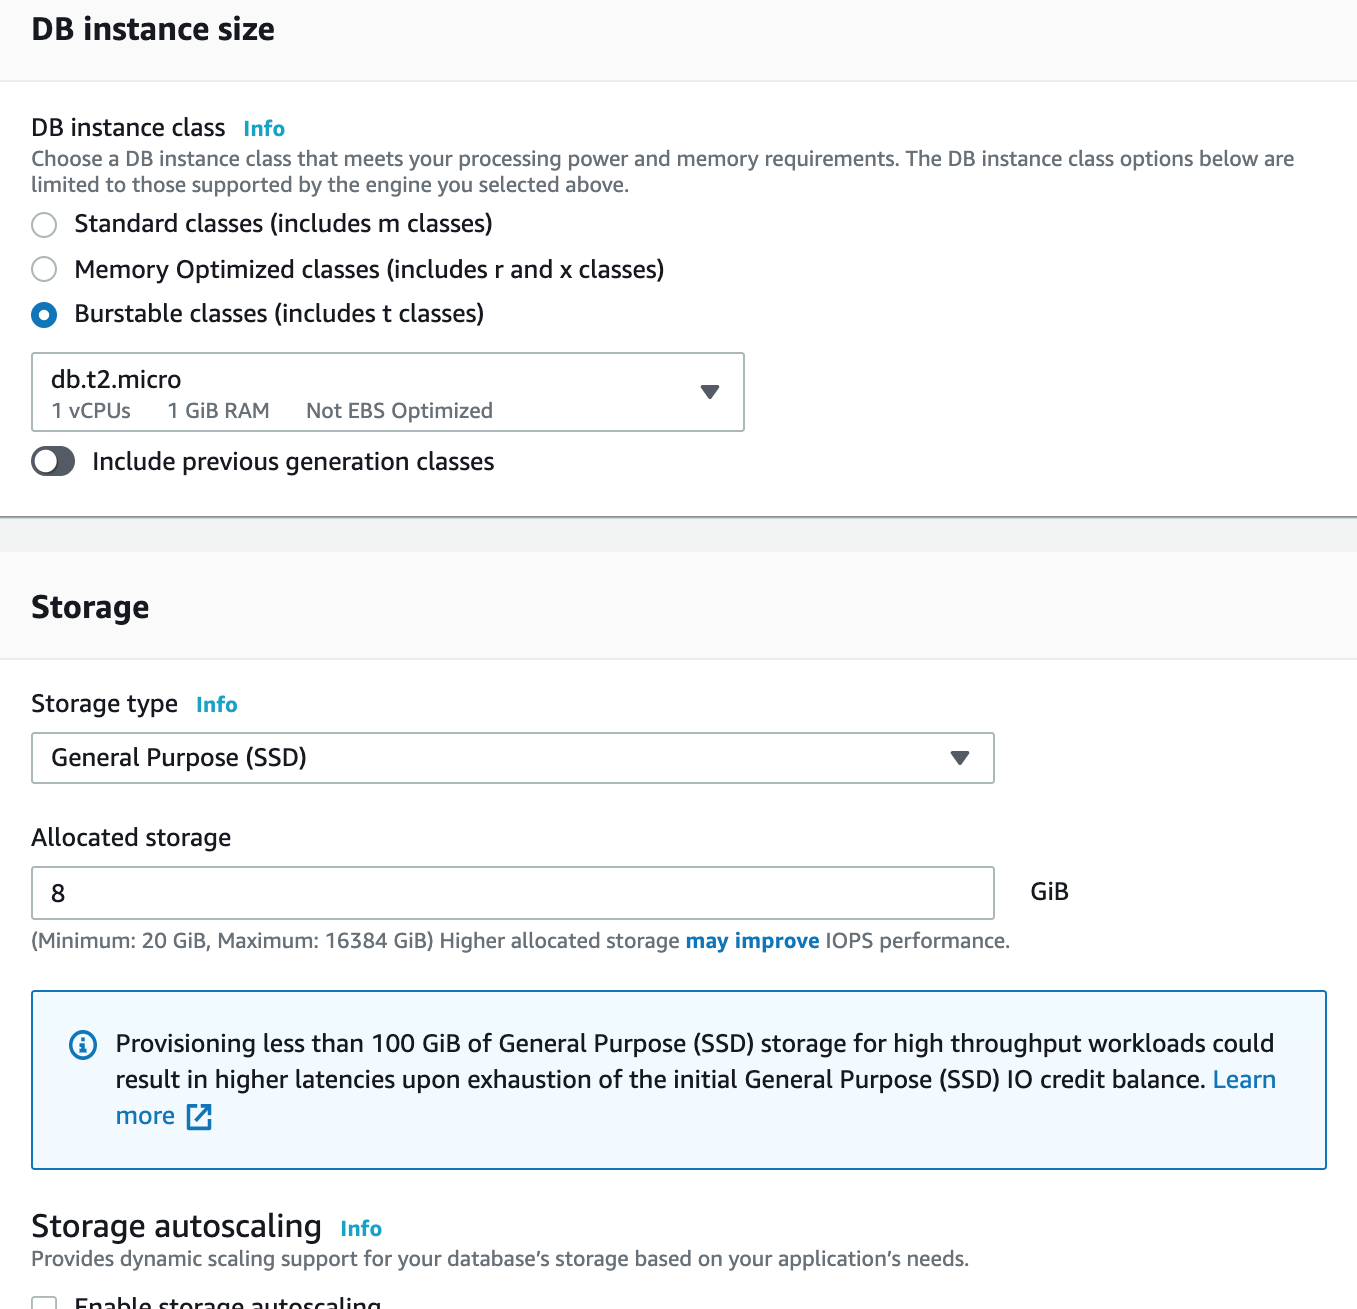 DB instance size
DB instance class Info
Choose a DB instance class that meets your processing power and memory requirements. The DB instance class options below are
limited to those supported by the engine you selected above.
Standard classes (includes m classes)
Memory Optimized classes (includes r and x classes)
Burstable classes (includes t classes)
db.t2.micro
1 vCPUs 1 GiB RAM Not EBS Optimized
Include previous generation classes
Storage
Storage type Info
General Purpose (SSD)
Allocated storage
8 GiB
(Minimum: 20 GiB, Maximum: 16384 GiB) Higher allocated storage may improve IOPS performance.
Provisioning less than 100 GiB of General Purpose (SSD) storage for high throughput workloads could
result in higher latencies upon exhaustion of the initial General Purpose (SSD) IO credit balance. Learn
more
Storage autoscaling Info
Provides dynamic scaling support for your database’s storage based on your application’s needs.
Enable storage autoscaling